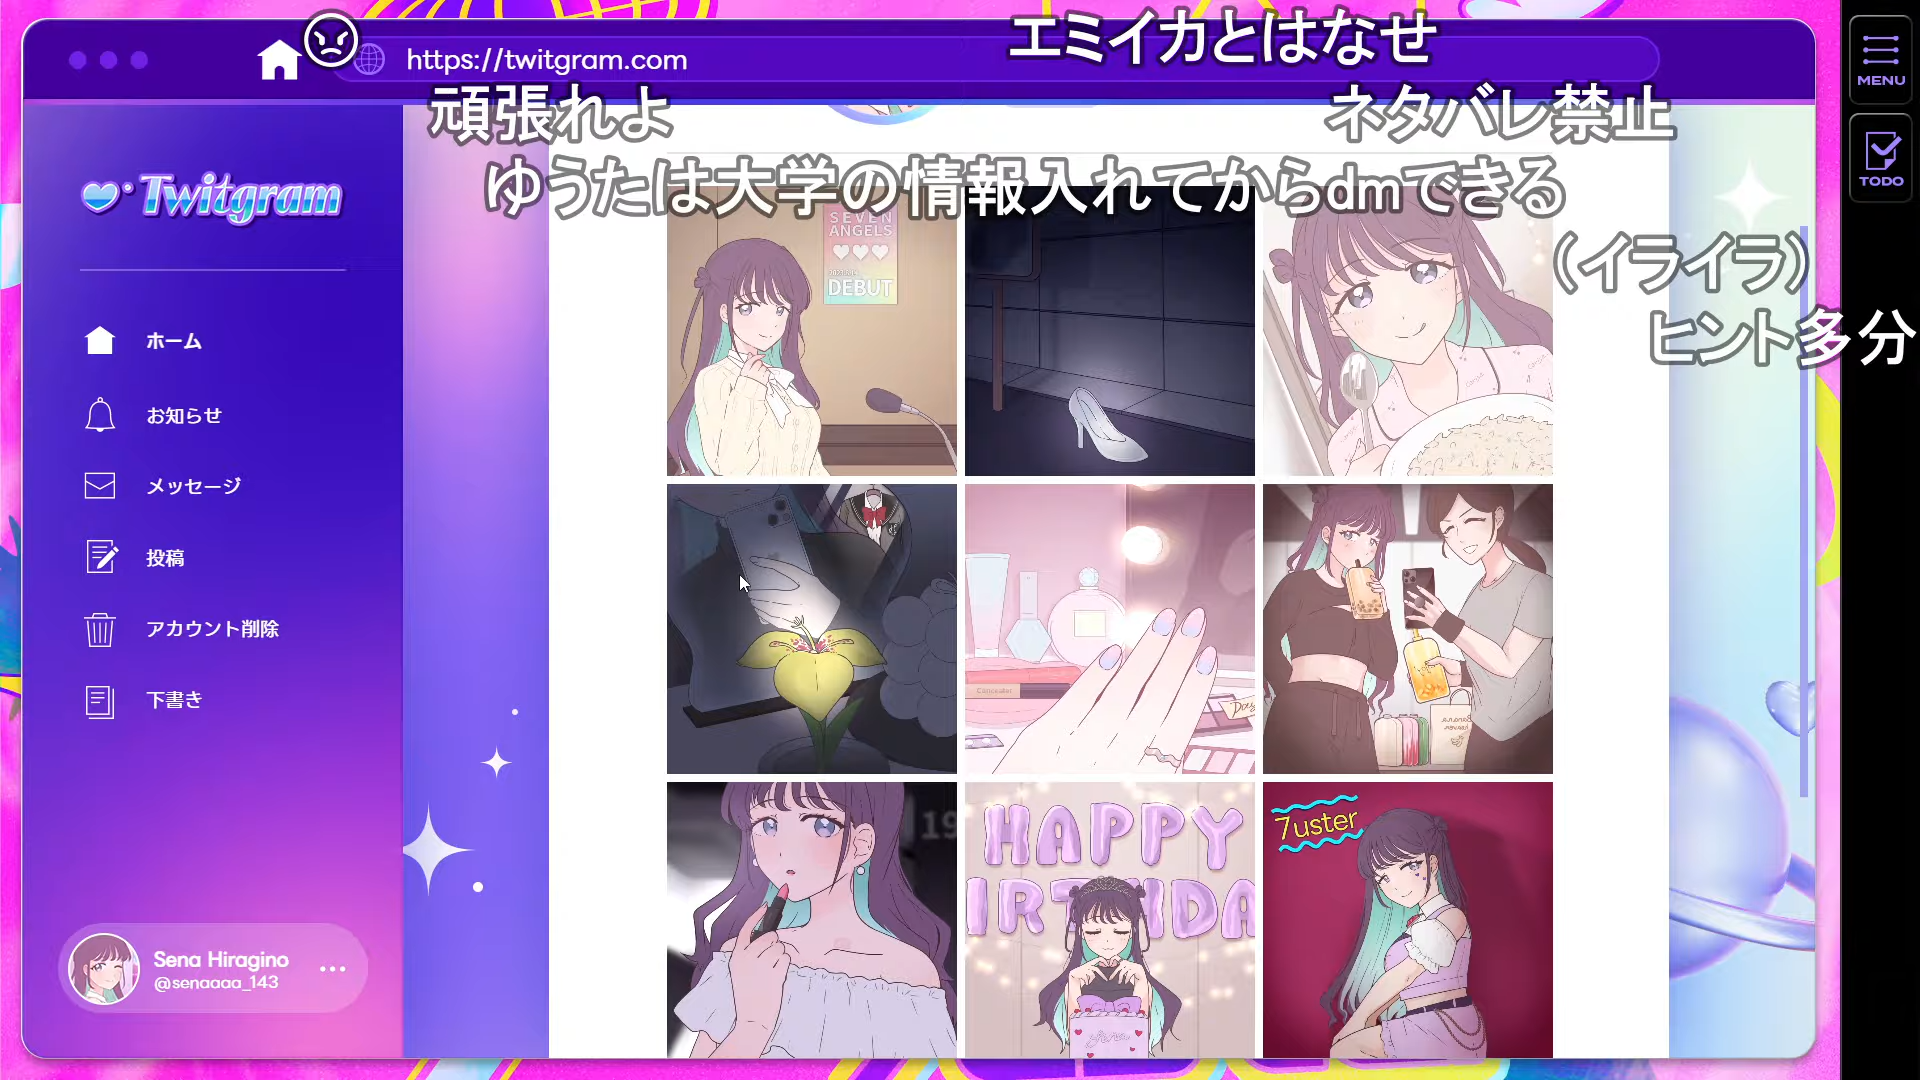 エミイカとはなせ
https://twitgram.com
MENU
頑張れよ
ネタバレ禁止
ゆうたは大学の情報入れてからdmできる
TODO
Twitgram
（イライラ）
ヒント多分
SEVEN
ANGELS
DEBUT
ホーム
お知らせ
メッセージ
投稿
アカウント削除
下書き
Concealer
7uster
19
HAPPY
IRTHDA
Sena Hiragino
@senaaaa_143